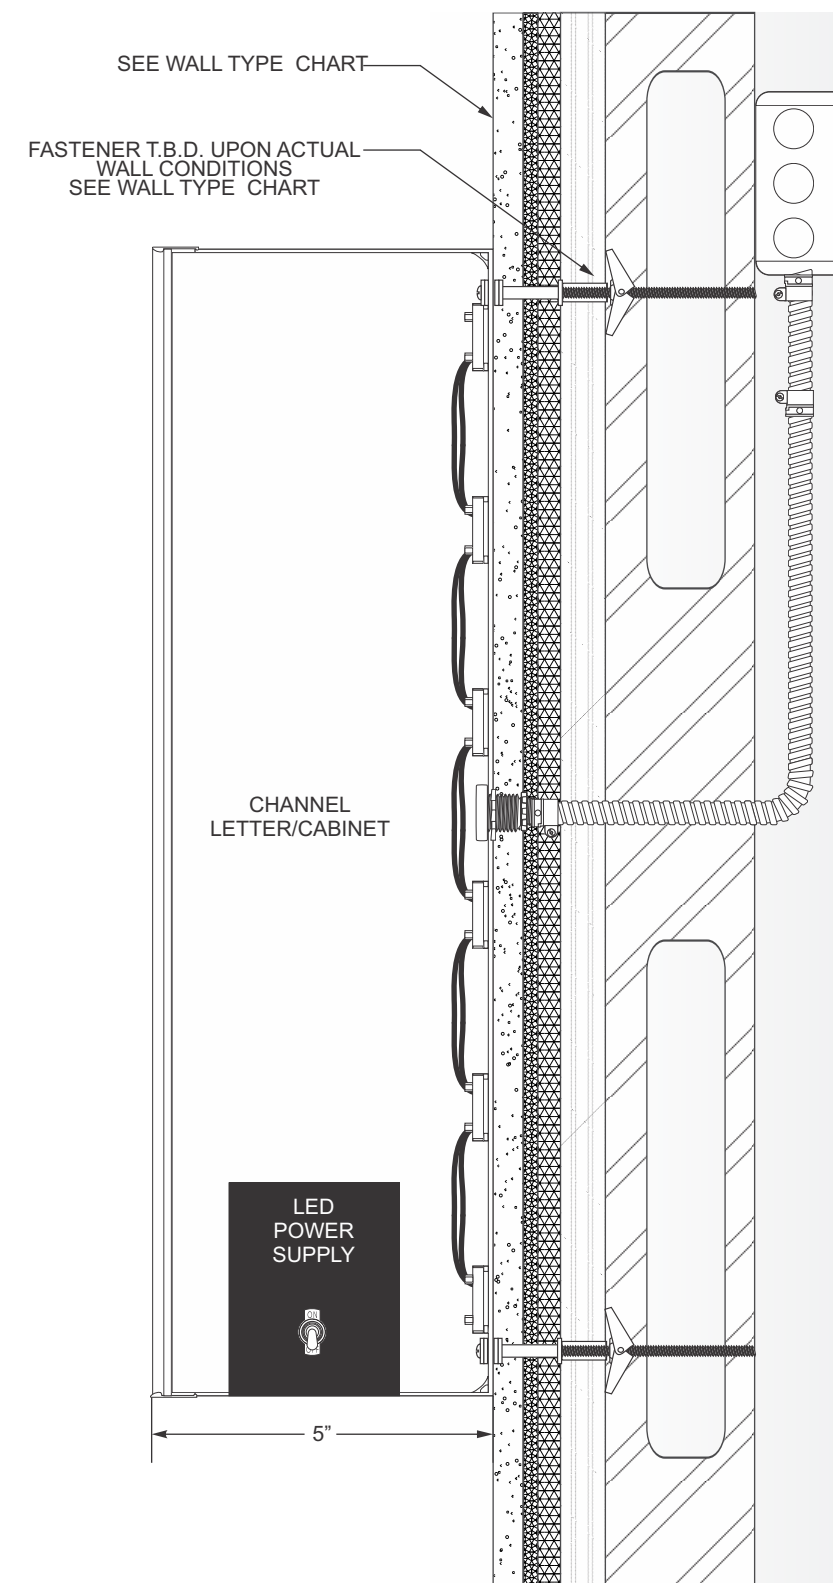 SEE WALL TYPE CHART
FASTENER T.B.D. UPON ACTUAL
WALL CONDITIONS
SEE WALL TYPE CHART
CHANNEL
LETTER/CABINET
LED
POWER
SUPPLY
ON
OFF
5”